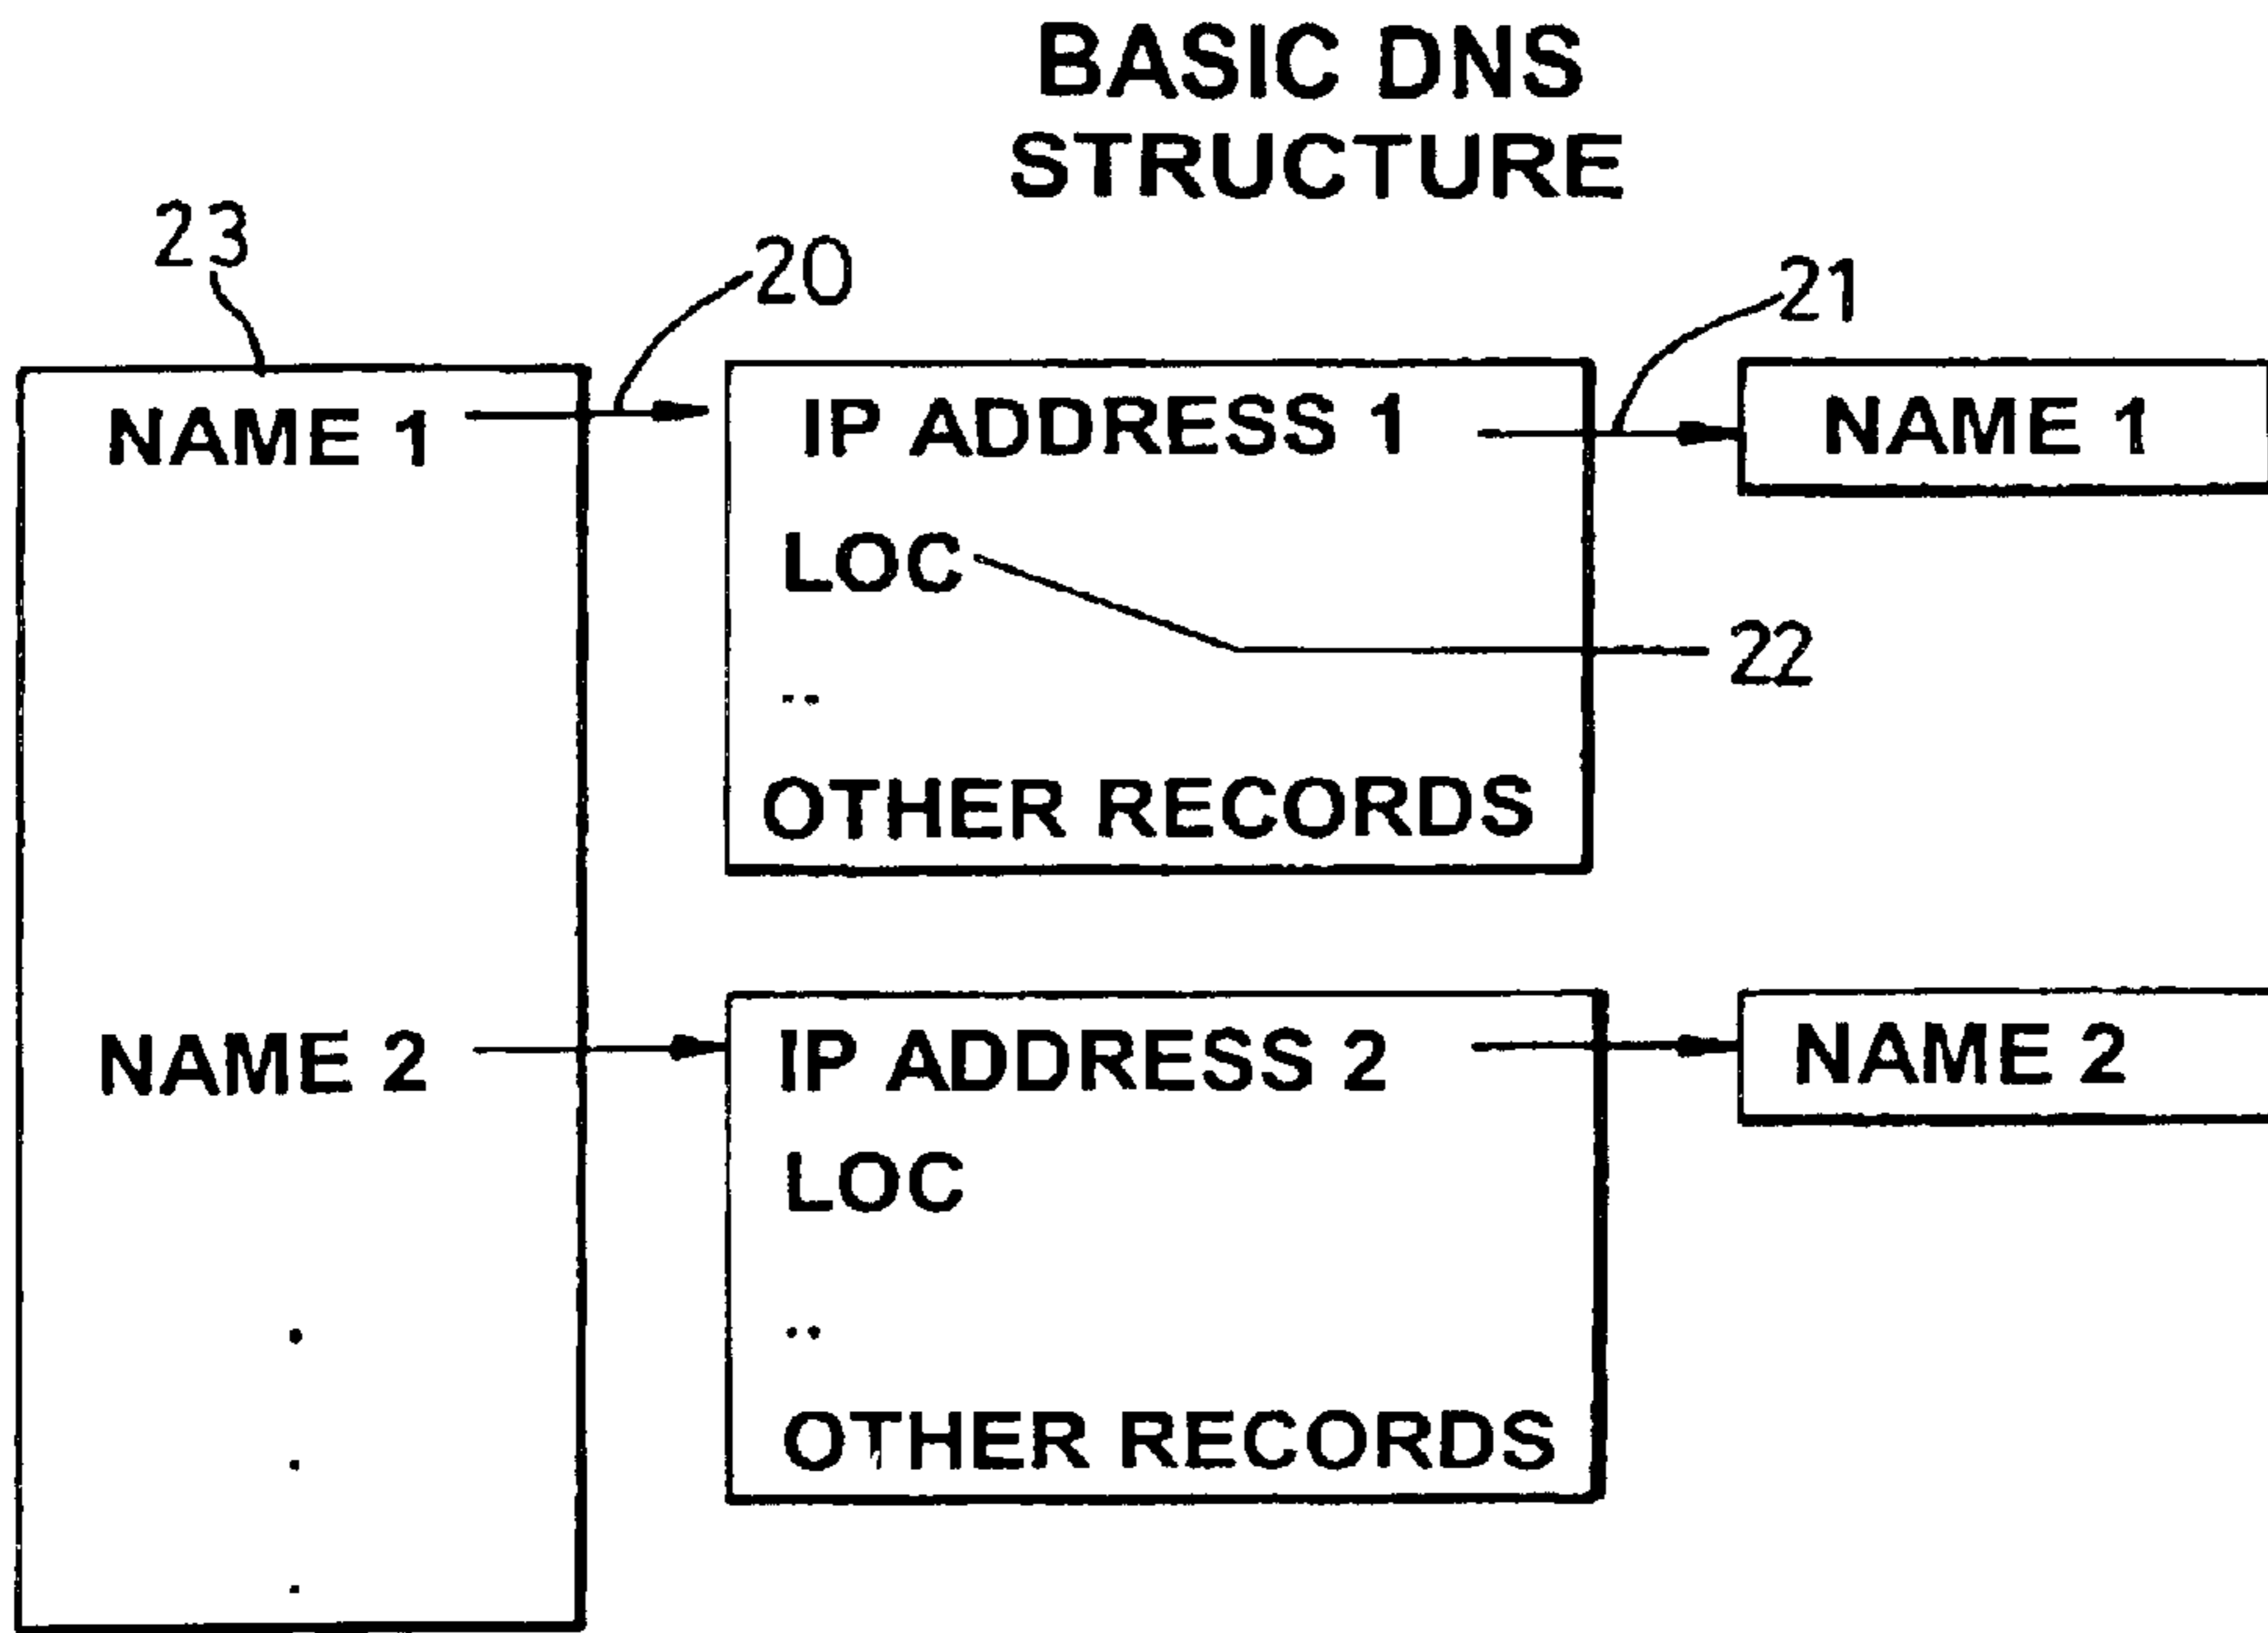 BASIC DNS
STRUCTURE
23
20
21
NAME 1
IP ADDRESS 1
NAME 1
LOC
22
..
OTHER RECORDS
NAME 2
IP ADDRESS 2
NAME 2
LOC
..
OTHER RECORDS